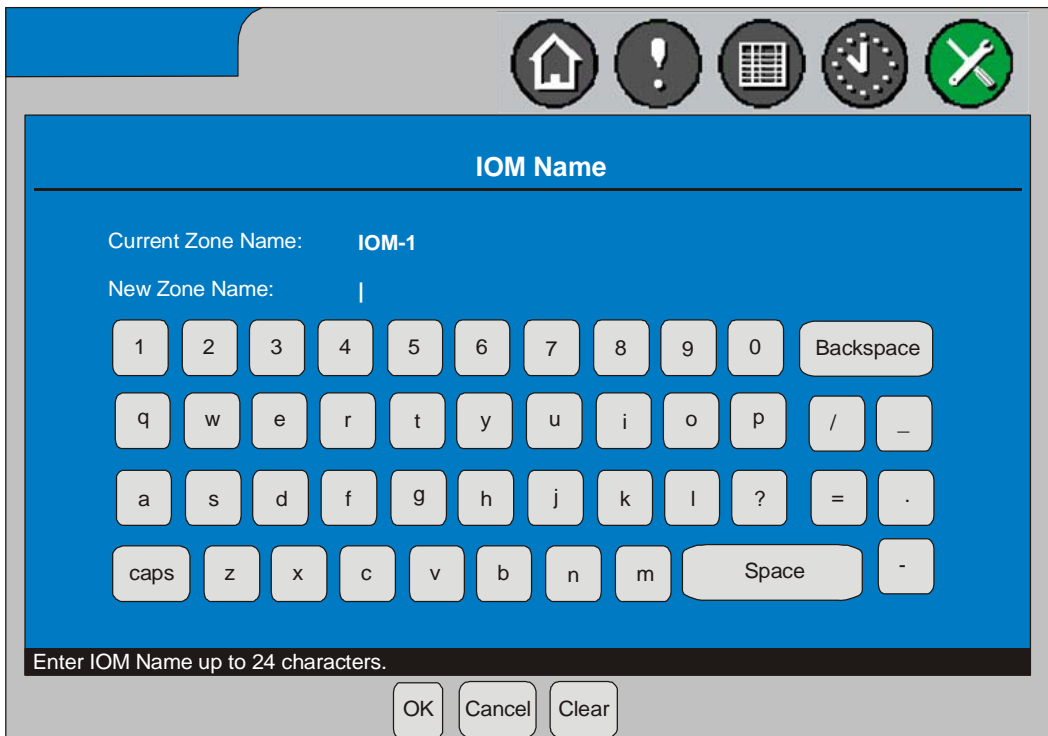 IOM Name
Current Zone Name: IOM-1
New Zone Name: |
1 2 3 4 5 6 7 8 9 0 Backspace
q w e r t y u i o p / _
a s d f g h j k l ? = .
caps z x c v b n m Space -
Enter IOM Name up to 24 characters.
OK Cancel Clear